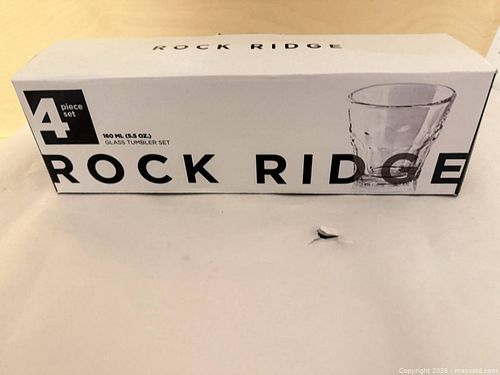 ROCK RIDGE
4 piece
set
160 ML (5.5 OZ.)
GLASS TUMBLER SET
ROCK RIDGE
Copyright 2026 - maxsold.com